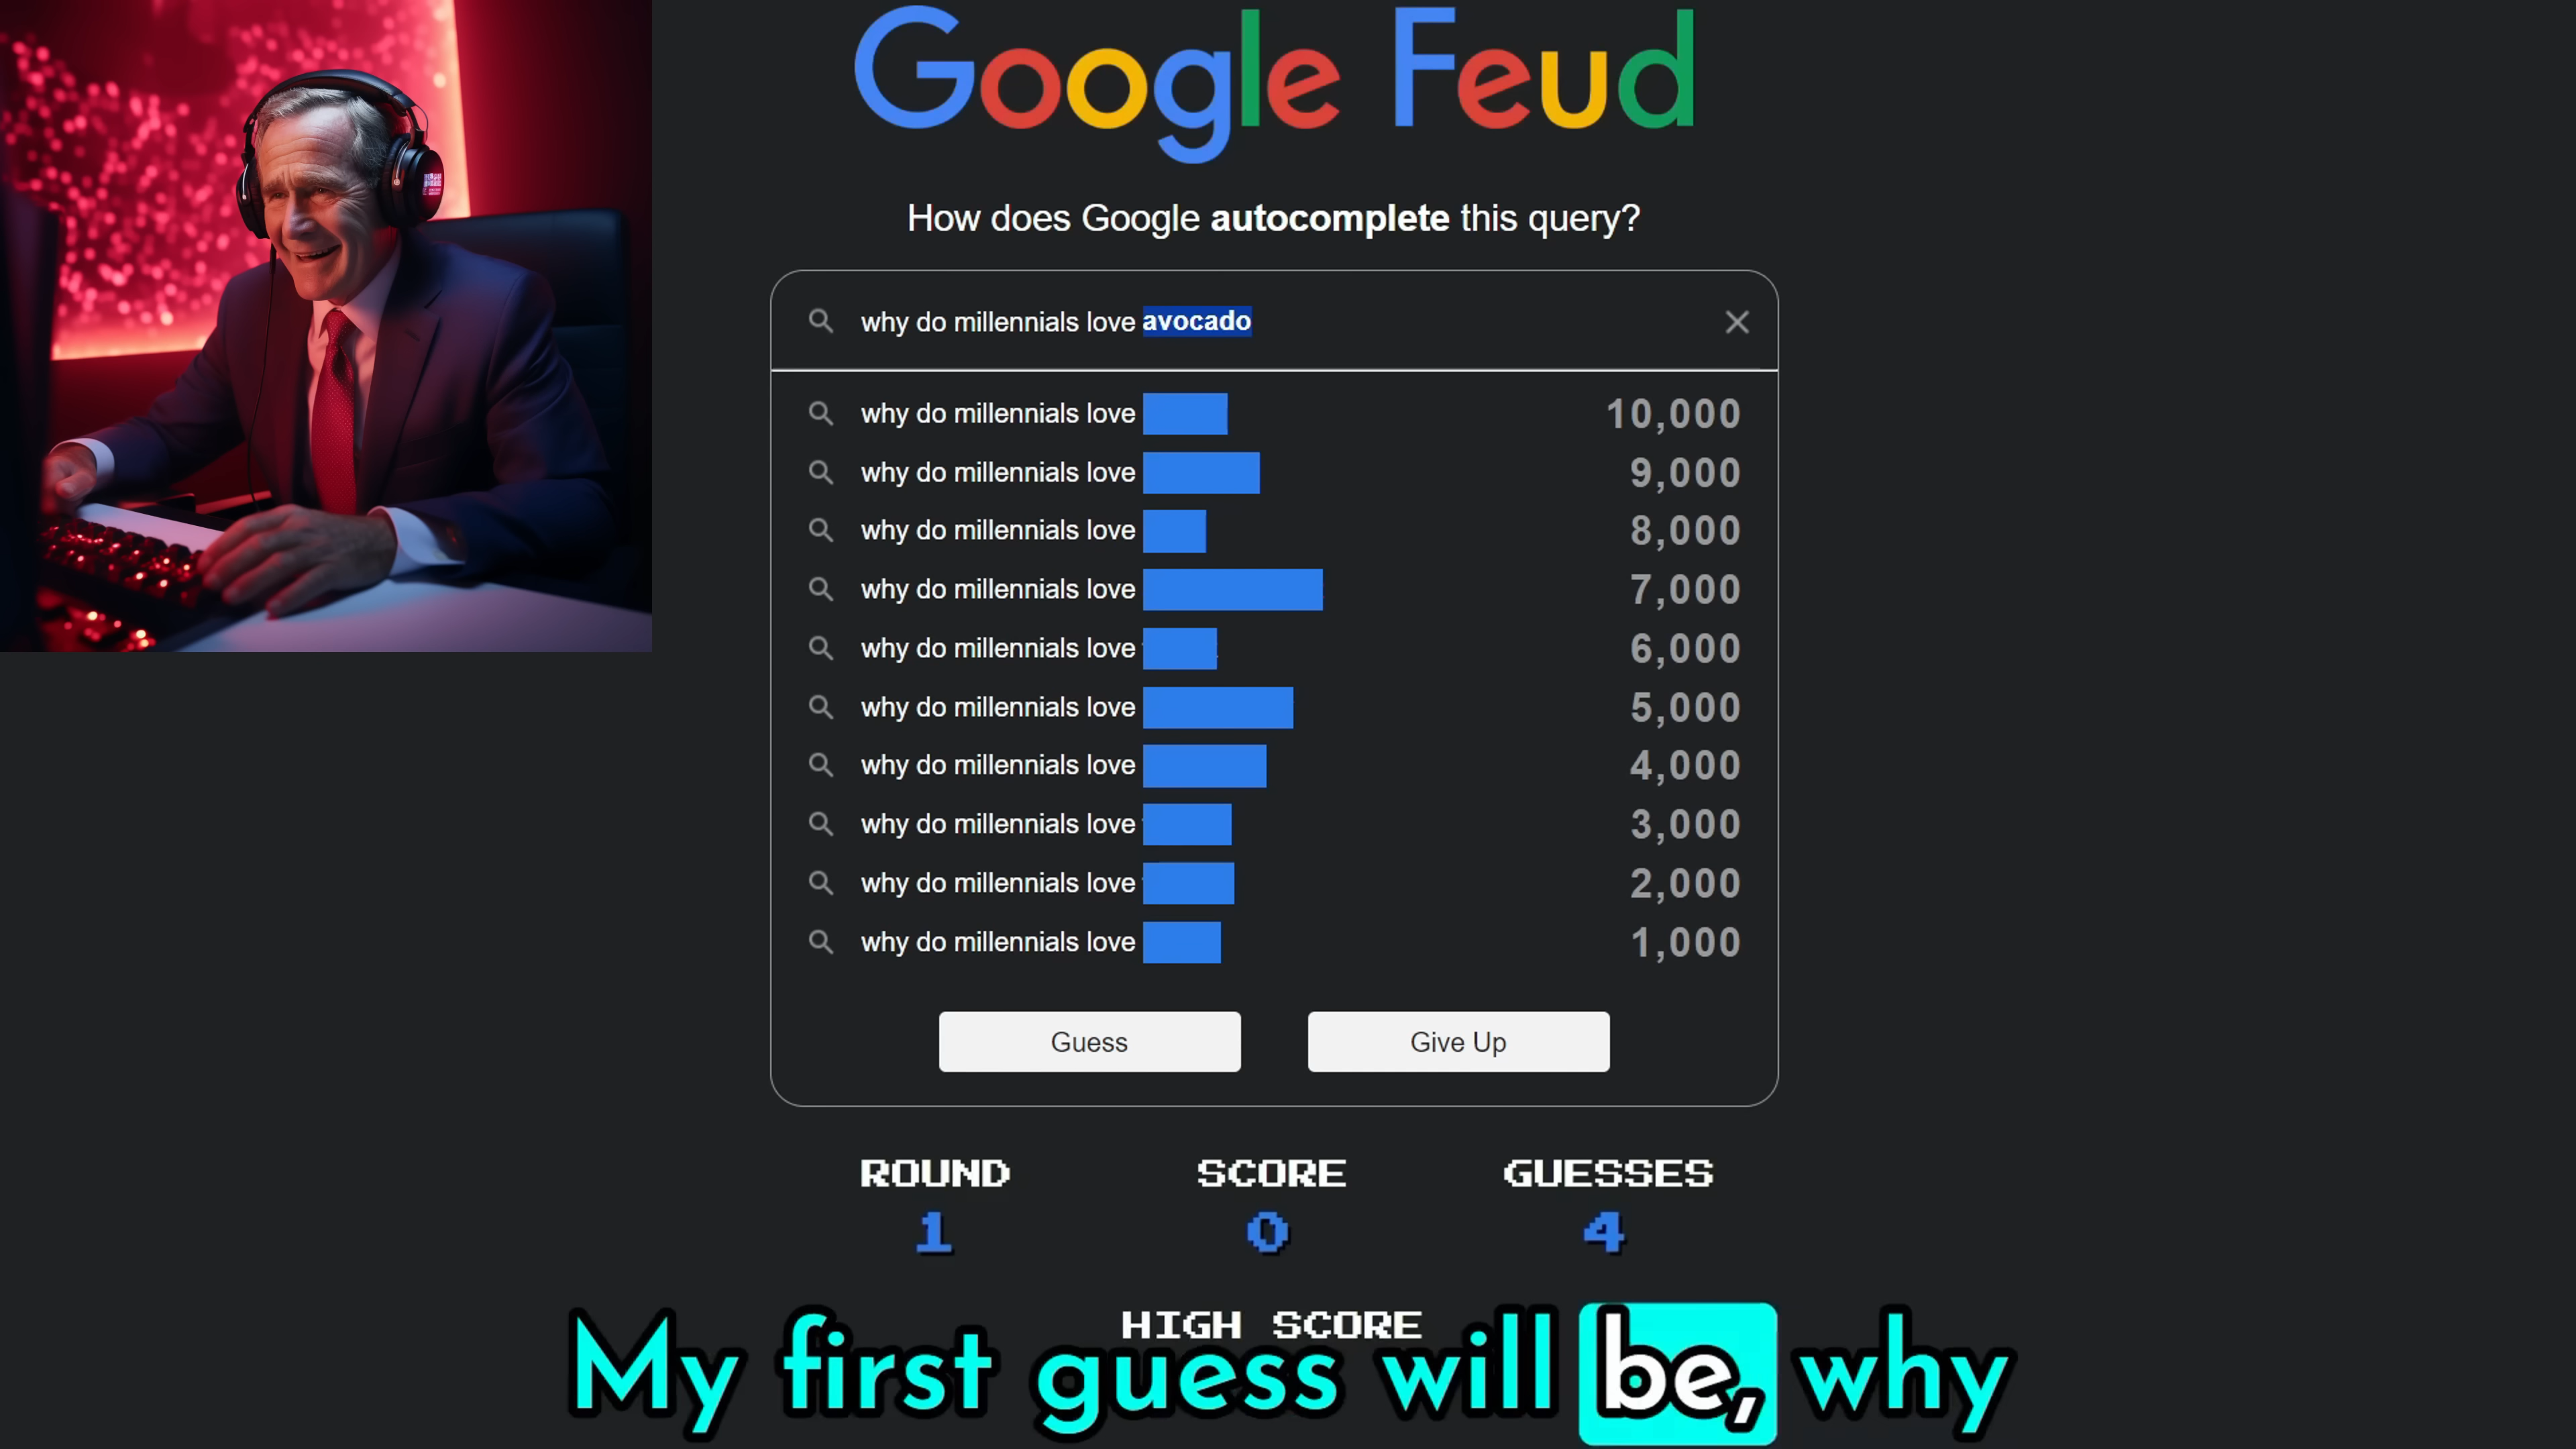 Google Feud
How does Google autocomplete this query?
why do millennials love avocado
why do millennials love 10,000
why do millennials love 9,000
why do millennials love 8,000
why do millennials love 7,000
why do millennials love 6,000
why do millennials love 5,000
why do millennials love 4,000
why do millennials love 3,000
why do millennials love 2,000
why do millennials love 1,000
Guess Give Up
ROUND SCORE GUESSES
1 0 4
HIGH SCORE
My first guess will be, why